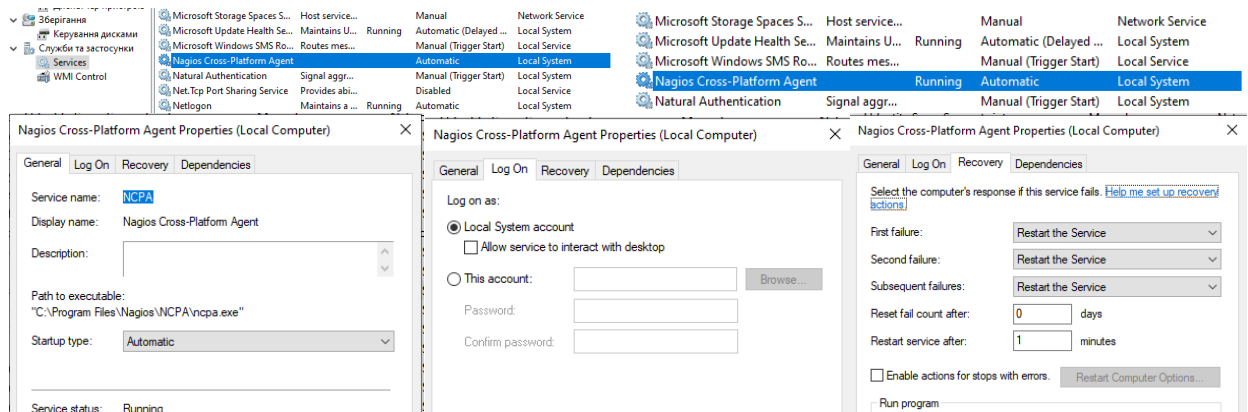 Зберігання
Керування дисками
Служби та застосунки
Services
WMI Control
Microsoft Storage Spaces S... Host service... Manual Network Service
Microsoft Update Health Se... Maintains U... Running Automatic (Delayed ... Local System
Microsoft Windows SMS Ro... Routes mes... Manual (Trigger Start) Local Service
Nagios Cross-Platform Agent Automatic Local System
Natural Authentication Signal aggr... Manual (Trigger Start) Local System
Net.Tcp Port Sharing Service Provides abi... Disabled Local Service
Netlogon Maintains a ... Running Automatic Local System
Microsoft Storage Spaces S... Host service... Manual Network Service
Microsoft Update Health Se... Maintains U... Running Automatic (Delayed ... Local System
Microsoft Windows SMS Ro... Routes mes... Manual (Trigger Start) Local Service
Nagios Cross-Platform Agent Running Automatic Local System
Natural Authentication Signal aggr... Manual (Trigger Start) Local System
Nagios Cross-Platform Agent Properties (Local Computer)
General Log On Recovery Dependencies
Service name: NCPA
Display name: Nagios Cross-Platform Agent
Description:
Path to executable:
"C:\Program Files\Nagios\NCPA\ncpa.exe"
Startup type: Automatic
Service status: Running
Nagios Cross-Platform Agent Properties (Local Computer)
General Log On Recovery Dependencies
Log on as:
Local System account
Allow service to interact with desktop
This account: Browse...
Password:
Confirm password:
Nagios Cross-Platform Agent Properties (Local Computer)
General Log On Recovery Dependencies
Select the computer's response if this service fails. Help me set up recovery
actions.
First failure: Restart the Service
Second failure: Restart the Service
Subsequent failures: Restart the Service
Reset fail count after: 0 days
Restart service after: 1 minutes
Enable actions for stops with errors. Restart Computer Options...
Run program